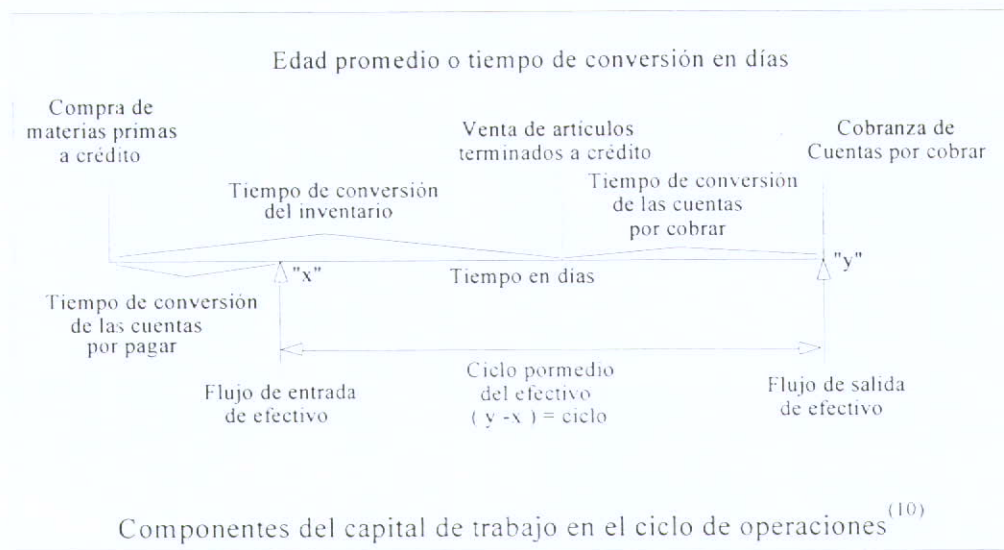 Edad promedio o tiempo de conversión en días
Compra de
materias primas
a crédito
Venta de artículos
terminados a crédito
Cobranza de
Cuentas por cobrar
Tiempo de conversión
del inventario
Tiempo de conversión
de las cuentas
por cobrar
"x"
Tiempo en días
"y"
Tiempo de conversión
de las cuentas
por pagar
Flujo de entrada
de efectivo
Ciclo pormedio
del efectivo
( y -x ) = ciclo
Flujo de salida
de efectivo
Componentes del capital de trabajo en el ciclo de operaciones (10)